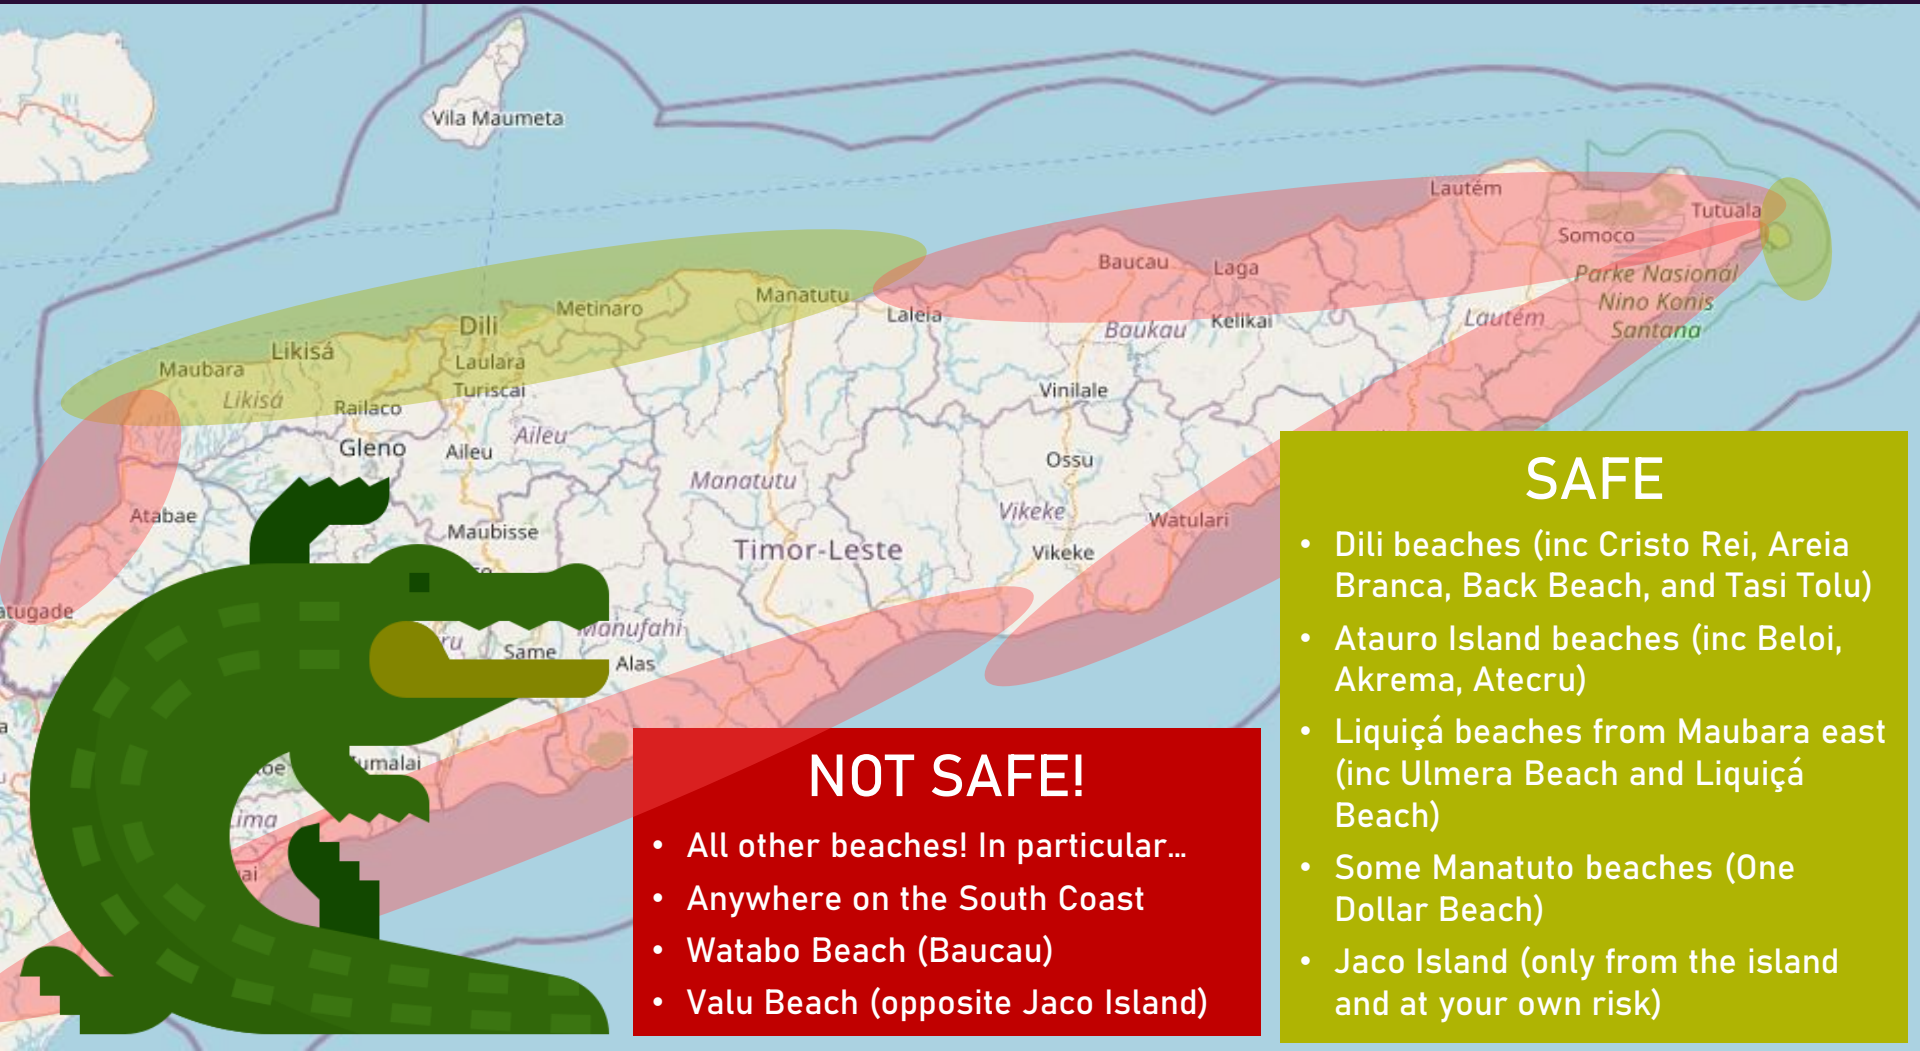 Vila Maumeta
Lautém
Tutuala
Somoco
Baucau
Laga
Parke Nasionál
Nino Konis
Santana
Manatutu
Metinaro
Laleia
Baukau
Kelikai
Lautém
Dili
Likisá
Maubara
Laulara
Turiscai
Likisá
Railaco
Vinilale
Gleno
Aileu
Aileu
Ossu
Manatutu
Atabae
Vikeke
Watulari
Maubisse
Timor-Leste
Vikeke
atugade
Manufahi
Same
Alas
umalai
ima
ai
NOT SAFE!
• All other beaches! In particular…
• Anywhere on the South Coast
• Watabo Beach (Baucau)
• Valu Beach (opposite Jaco Island)
SAFE
• Dili beaches (inc Cristo Rei, Areia
Branca, Back Beach, and Tasi Tolu)
• Atauro Island beaches (inc Beloi,
Akrema, Atecru)
• Liquiçá beaches from Maubara east
(inc Ulmera Beach and Liquiçá
Beach)
• Some Manatuto beaches (One
Dollar Beach)
• Jaco Island (only from the island
and at your own risk)